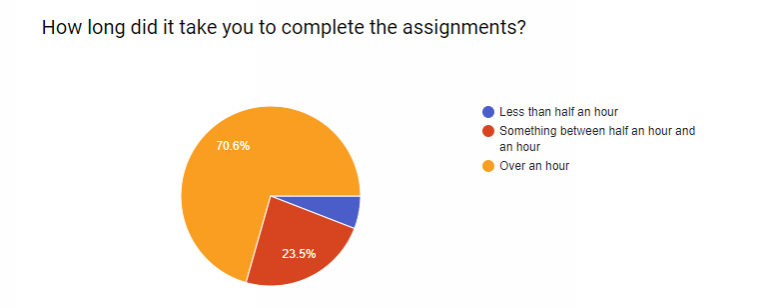 How long did it take you to complete the assignments?
70.6%
23.5%
Less than half an hour
Something between half an hour and
an hour
Over an hour